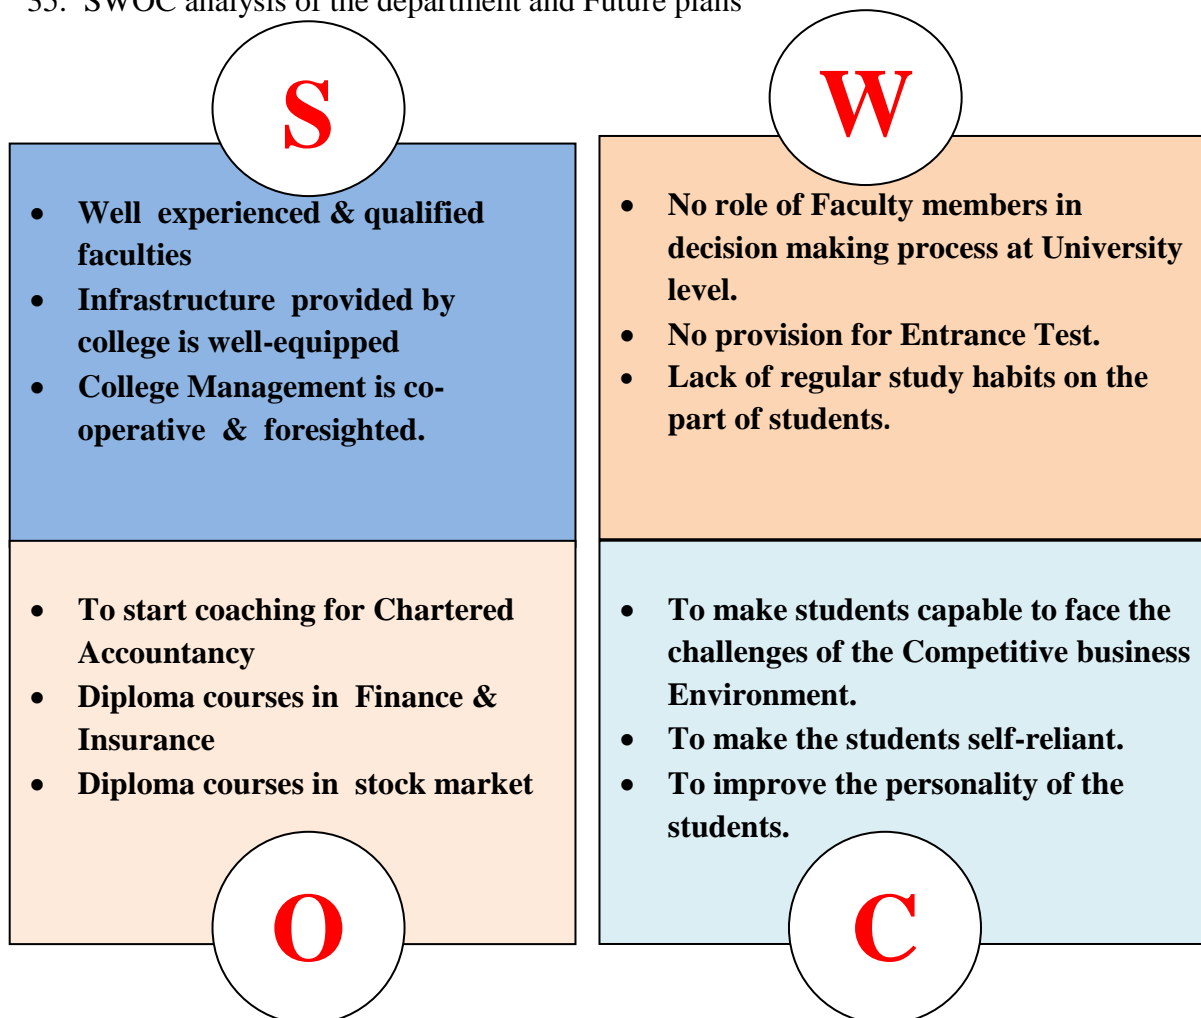 35. SWOC analysis of the department and Future plans
S
Well experienced & qualified
faculties
Infrastructure provided by
college is well-equipped
College Management is co-
operative & foresighted.
W
No role of Faculty members in
decision making process at University
level.
No provision for Entrance Test.
Lack of regular study habits on the
part of students.
To start coaching for Chartered
Accountancy
Diploma courses in Finance &
Insurance
Diploma courses in stock market
O
To make students capable to face the
challenges of the Competitive business
Environment.
To make the students self-reliant.
To improve the personality of the
students.
C